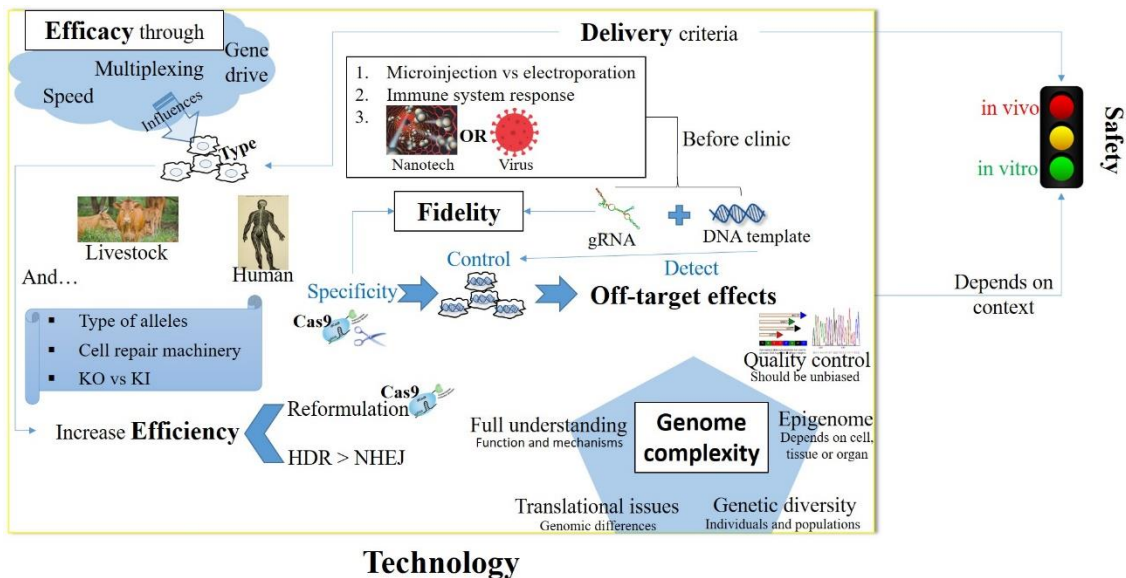 Efficacy through
Gene
drive
Multiplexing
Speed
Influences
Type
Delivery criteria
1. Microinjection vs electroporation
2. Immune system response
3.
OR
Nanotech
Virus
Before clinic
in vivo
in vitro
Safety
Livestock
Human
And…
Fidelity
gRNA
DNA template
Control
Detect
Specificity
Off-target effects
Cas9
Depends on
context
▪ Type of alleles
▪ Cell repair machinery
▪ KO vs KI
Quality control
Should be unbiased
Cas9
Reformulation
Increase Efficiency
HDR > NHEJ
Full understanding
Function and mechanisms
Genome
complexity
Epigenome
Depends on cell,
tissue or organ
Translational issues
Genomic differences
Genetic diversity
Individuals and populations
Technology